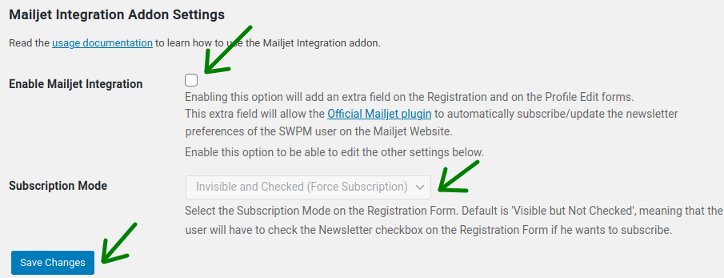 Mailjet Integration Addon Settings
Read the usage documentation to learn how to use the Mailjet Integration addon.
Enable Mailjet Integration
Enabling this option will add an extra field on the Registration and on the Profile Edit forms.
This extra field will allow the Official Mailjet plugin to automatically subscribe/update the newsletter
preferences of the SWPM user on the Mailjet Website.
Enable this option to be able to edit the other settings below.
Subscription Mode
Invisible and Checked (Force Subscription)
Select the Subscription Mode on the Registration Form. Default is 'Visible but Not Checked', meaning that the
user will have to check the Newsletter checkbox on the Registration Form if he wants to subscribe.
Save Changes